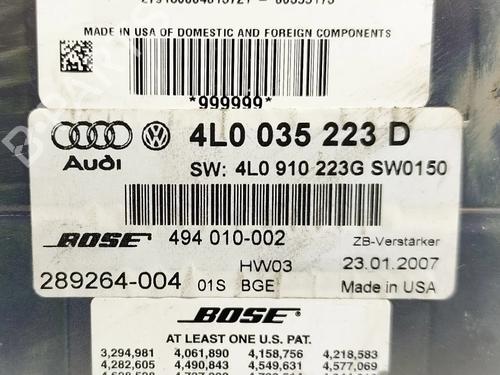 MADE IN USA OF DOMESTIC AND FOREIGN COMPONENTS
*999999*
4L0 035 223 D
Audi
SW: 4L0 910 223G SW0150
BOSE 494 010-002 ZB-Verstärker
HW03 23.01.2007
289264-004 01S BGE Made in USA
BOSE
AT LEAST ONE U.S. PAT.
3,294,981 4,061,890 4,158,756 4,218,583
4,282,605 4,490,843 4,549,631 4,577,069